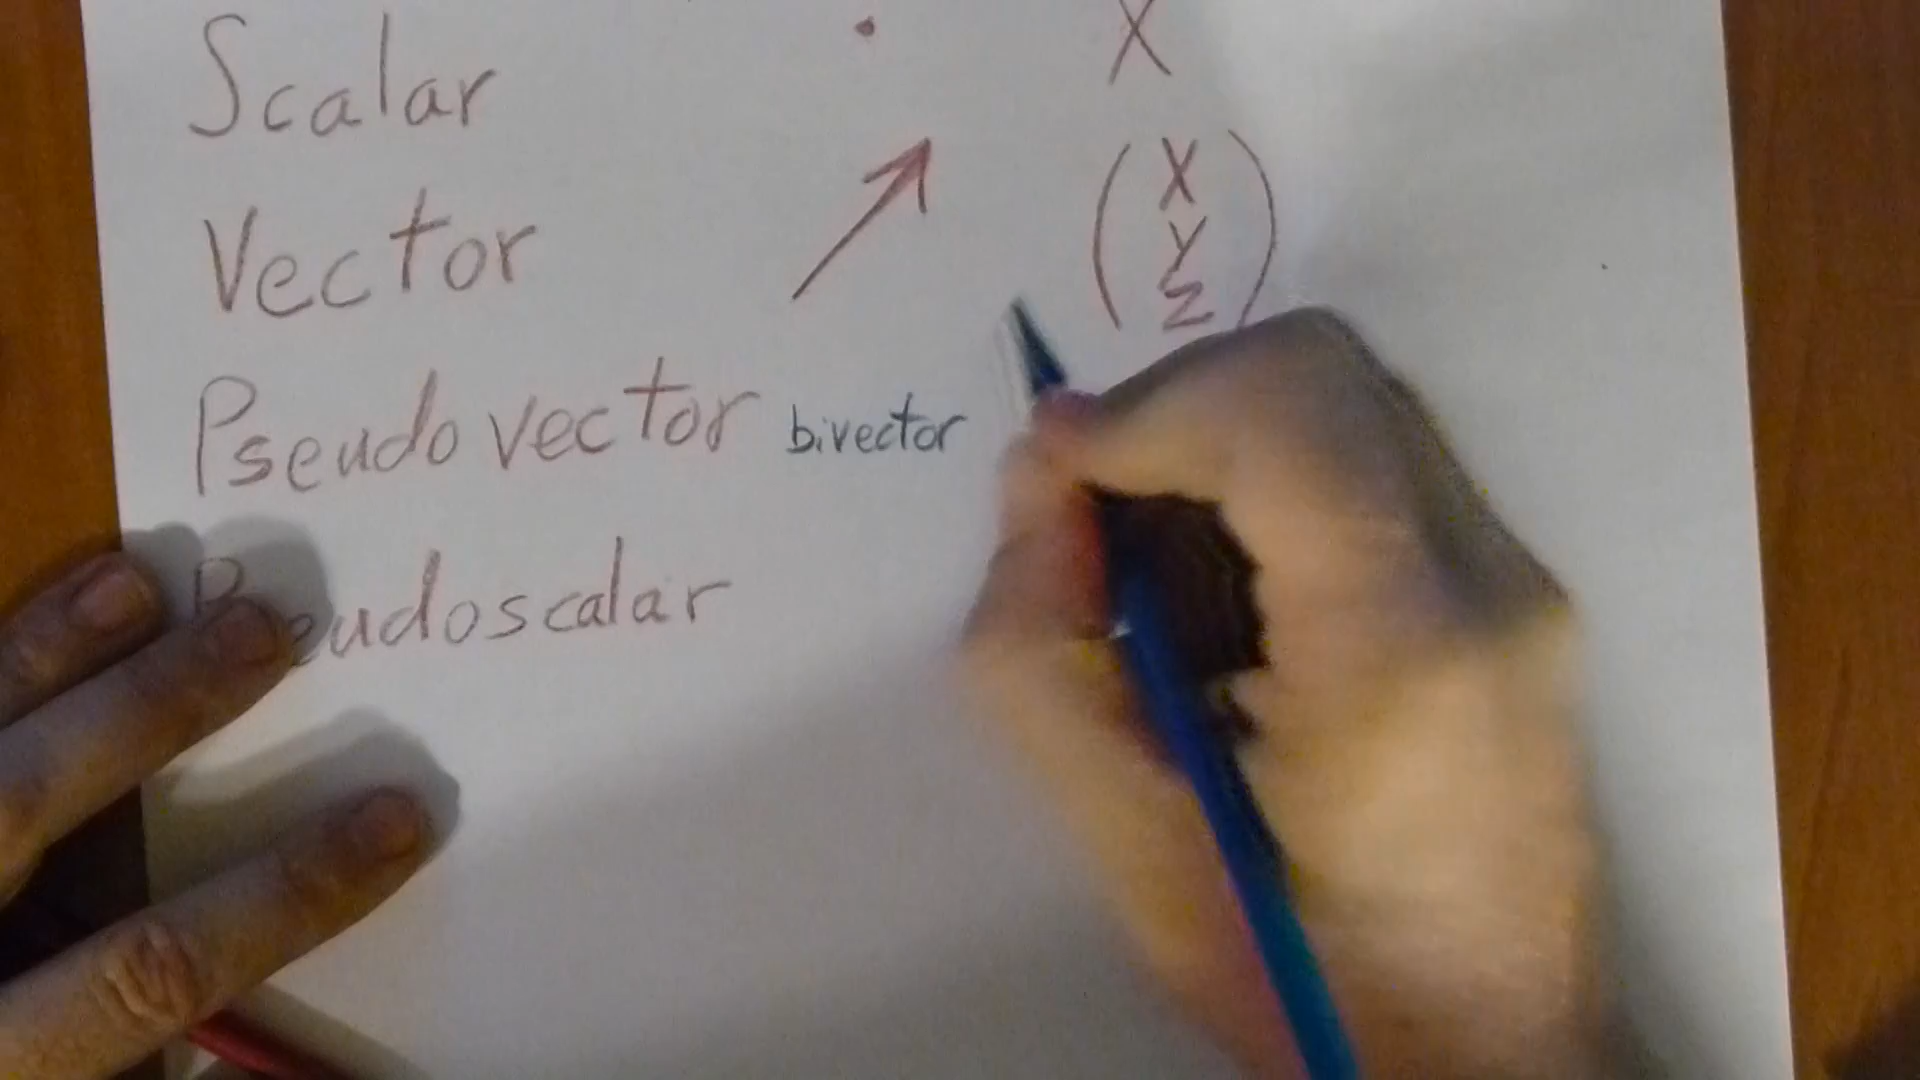 Scalar X
Vector (X
y
z)
Pseudovector bivector
Pseudoscalar